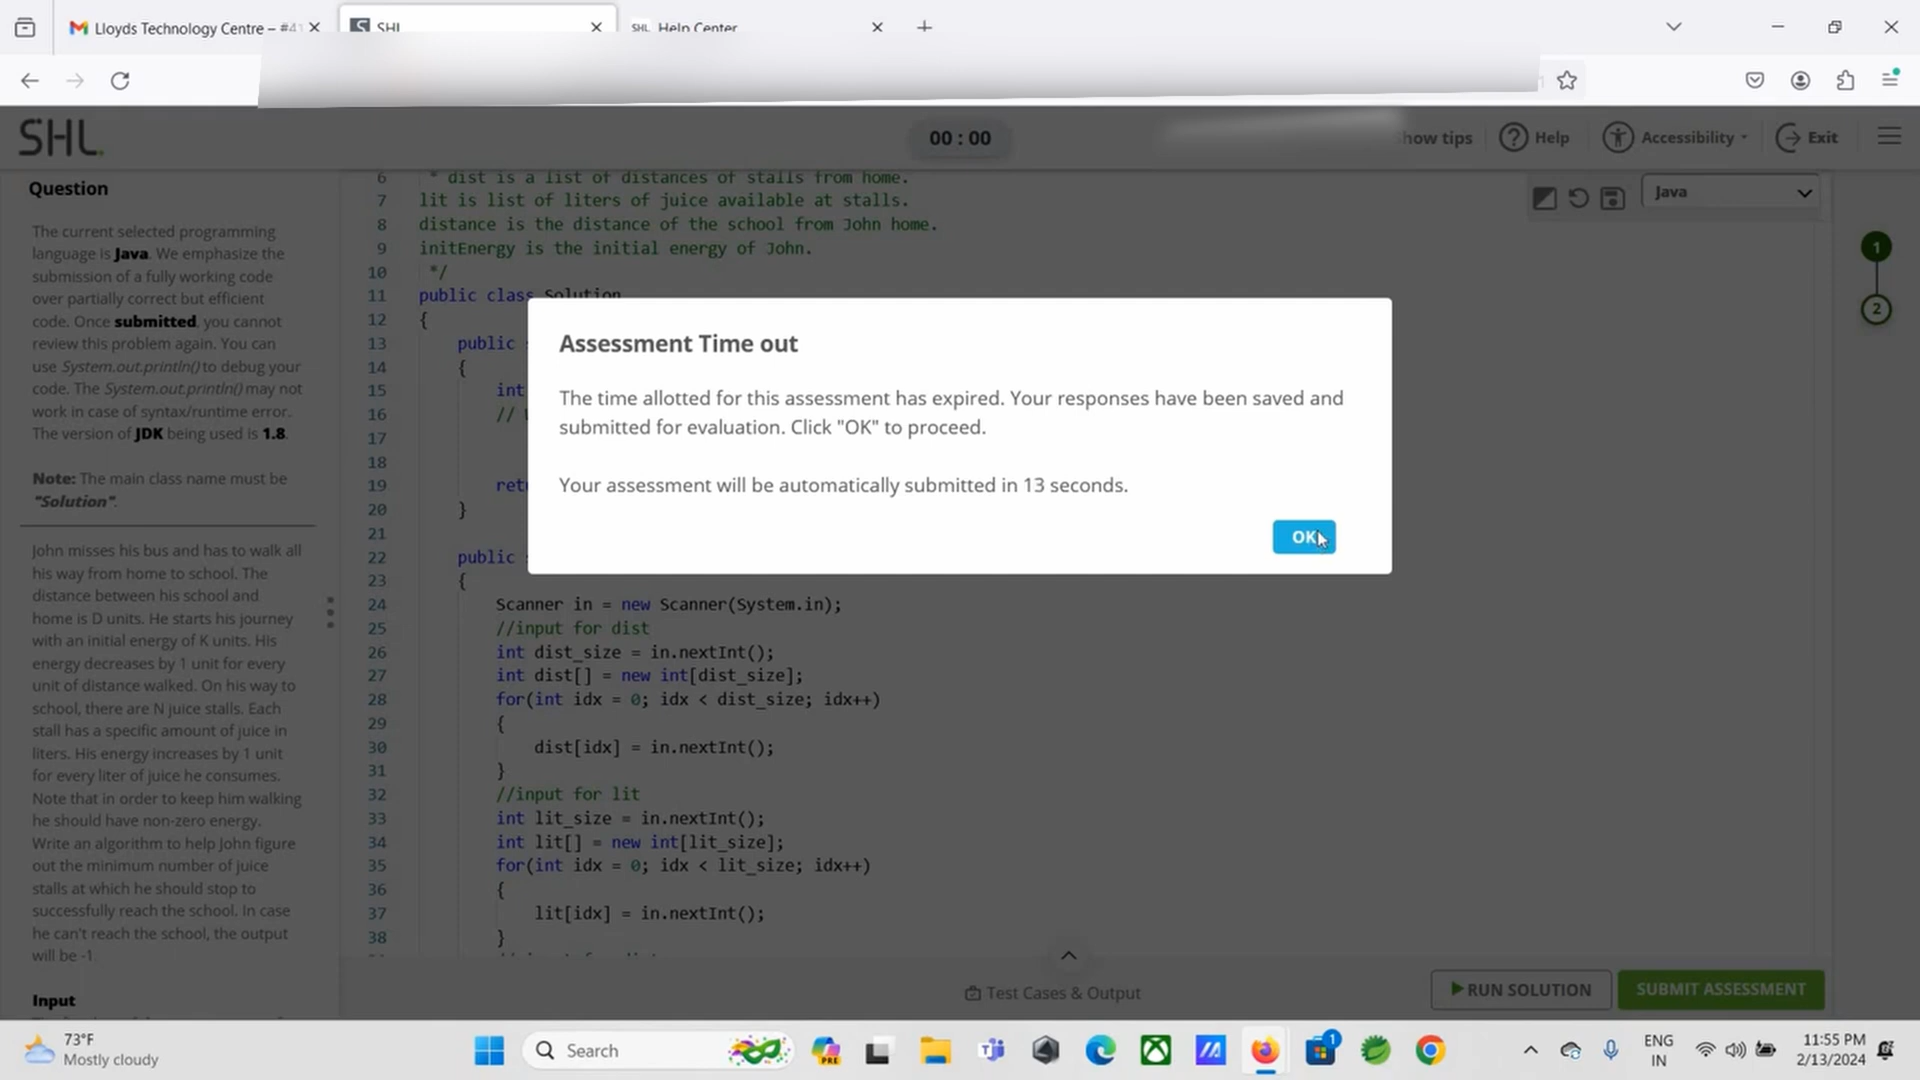 Lloyds Technology Centre – #41
SHL
Help Center
SHL.
00 : 00
how tips
Help
Accessibility
Exit
Question
The current selected programming
language is Java. We emphasize the
submission of a fully working code
over partially correct but efficient
code. Once submitted, you cannot
review this problem again. You can
use System.out.println() to debug your
code. The System.out.println() may not
work in case of syntax/runtime error.
The version of JDK being used is 1.8.
Note: The main class name must be
"Solution".
John misses his bus and has to walk all
his way from home to school. The
distance between his school and
home is D units. He starts his journey
with an initial energy of K units. His
energy decreases by 1 unit for every
unit of distance walked. On his way to
school, there are N juice stalls. Each
stall has a specific amount of juice in
liters. His energy increases by 1 unit
for every liter of juice he consumes.
Note that in order to keep him walking
he should have non-zero energy.
Write an algorithm to help John figure
out the minimum number of juice
stalls at which he should stop to
successfully reach the school. In case
he can't reach the school, the output
will be -1.
Input
Java
1
2
6 * dist is a list of distances of stalls from home.
7 lit is list of liters of juice available at stalls.
8 distance is the distance of the school from John home.
9 initEnergy is the initial energy of John.
10 */
11 public class Solution
12 {
13 public
14 {
15 int
16 //
17
18
19 ret
20 }
21
22 public
23 {
24 Scanner in = new Scanner(System.in);
25 //input for dist
26 int dist_size = in.nextInt();
27 int dist[] = new int[dist_size];
28 for(int idx = 0; idx < dist_size; idx++)
29 {
30 dist[idx] = in.nextInt();
31 }
32 //input for lit
33 int lit_size = in.nextInt();
34 int lit[] = new int[lit_size];
35 for(int idx = 0; idx < lit_size; idx++)
36 {
37 lit[idx] = in.nextInt();
38 }
Assessment Time out
The time allotted for this assessment has expired. Your responses have been saved and
submitted for evaluation. Click "OK" to proceed.
Your assessment will be automatically submitted in 13 seconds.
OK
Test Cases & Output
RUN SOLUTION
SUBMIT ASSESSMENT
73°F
Mostly cloudy
Search
PRE
1
ENG
IN
11:55 PM
2/13/2024